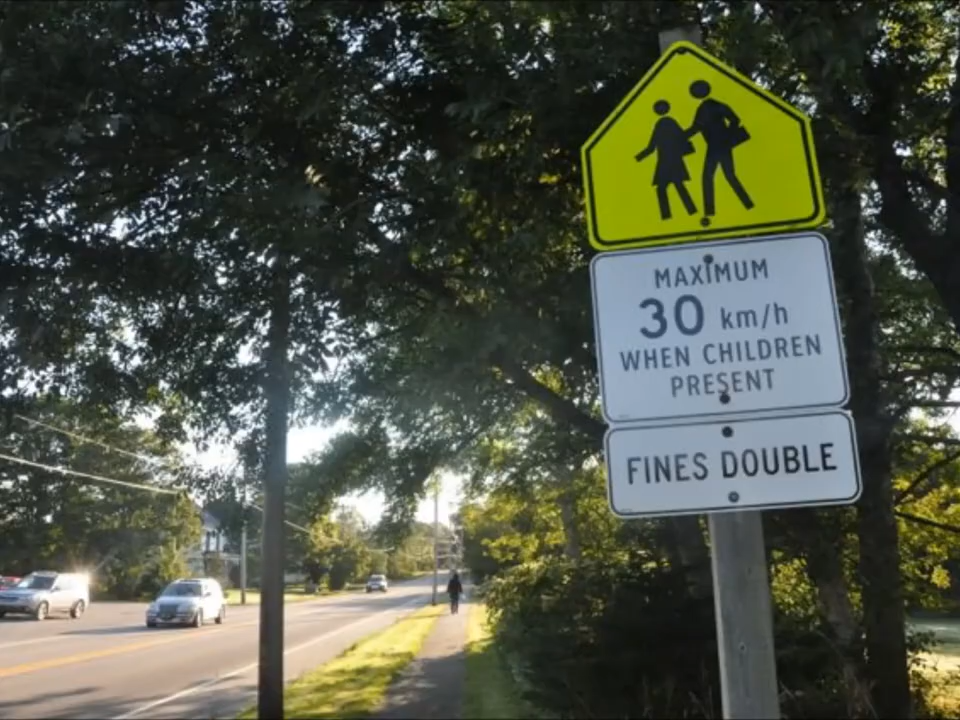 MAXIMUM
30 km/h
WHEN CHILDREN
PRESENT
FINES DOUBLE